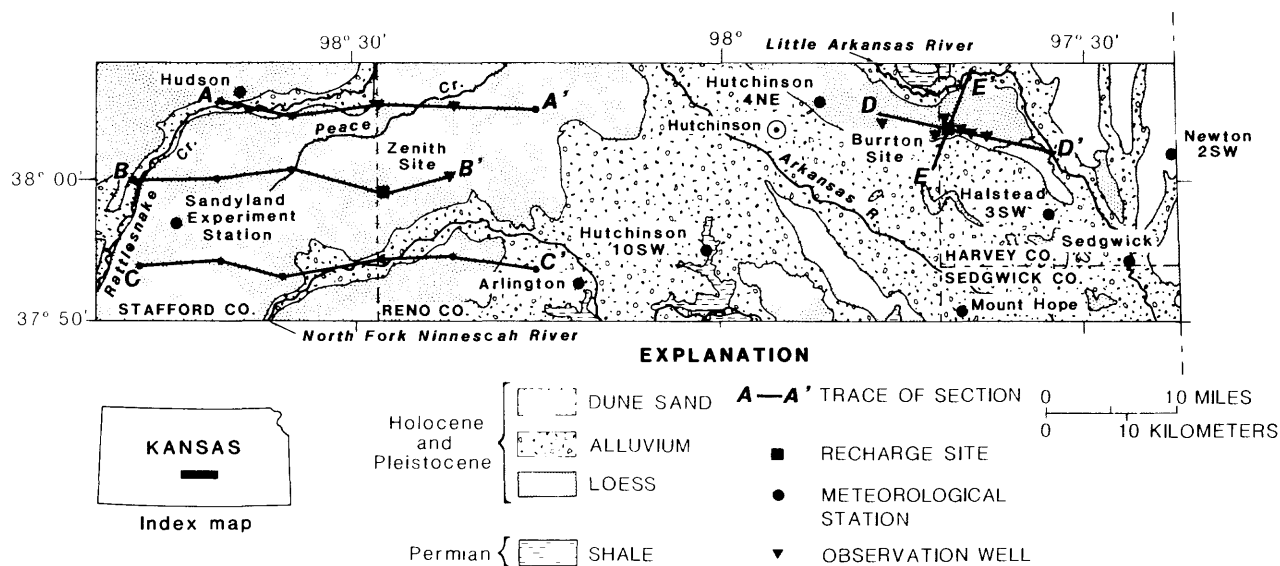 98° 30'
98°
97° 30'
Little Arkansas River
Hudson
A
Cr.
A'
Peace
Hutchinson
4NE
Hutchinson
D
E
Burrton
Site
D'
E'
Newton
2SW
38° 00'
B
Cr.
Zenith
Site
B'
Sandyland
Experiment
Station
Rattlesnake
Arkansas R.
Halstead
3SW
Hutchinson
10SW
Sedgwick
C
C'
Arlington
HARVEY CO.
SEDGWICK CO.
Mount Hope
STAFFORD CO.
RENO CO.
37° 50'
North Fork Ninnescah River
EXPLANATION
Holocene
and
Pleistocene
DUNE SAND
ALLUVIUM
LOESS
Permian
SHALE
A—A' TRACE OF SECTION
RECHARGE SITE
METEOROLOGICAL
STATION
OBSERVATION WELL
0 10 MILES
0 10 KILOMETERS
KANSAS
Index map